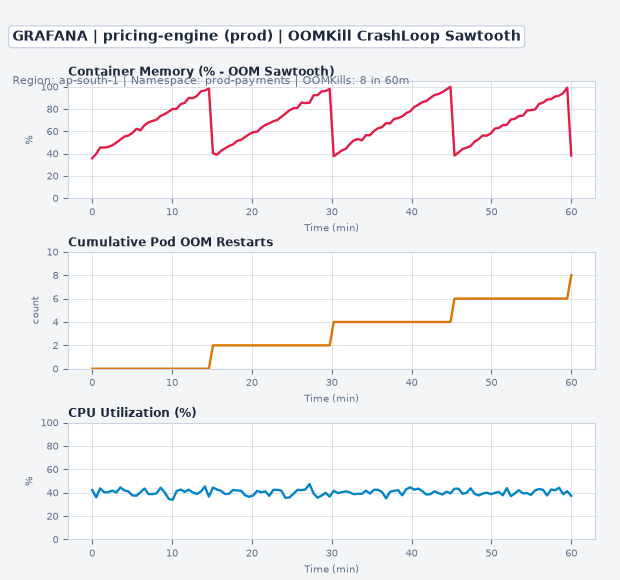 GRAFANA | pricing-engine (prod) | OOMKill CrashLoop Sawtooth
Container Memory (% - OOM Sawtooth)
Region: ap-south-1 | Namespace: prod-payments | OOMKills: 8 in 60m
100
80
60
40
20
0
%
0 10 20 30 40 50 60
Time (min)
Cumulative Pod OOM Restarts
10
8
6
4
2
0
count
0 10 20 30 40 50 60
Time (min)
CPU Utilization (%)
100
80
60
40
20
0
%
0 10 20 30 40 50 60
Time (min)